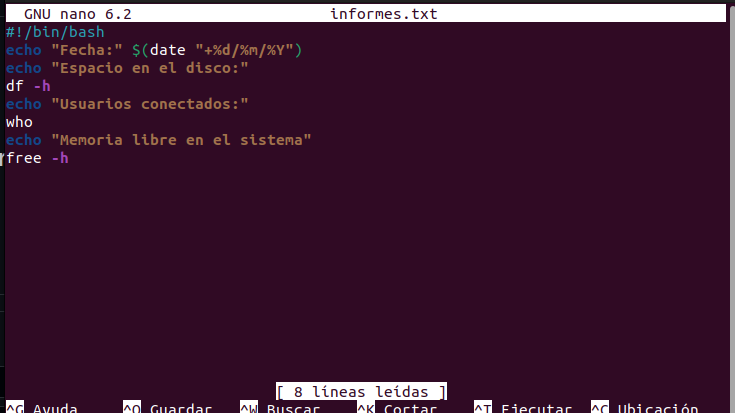 GNU nano 6.2 informes.txt
#!/bin/bash
echo "Fecha:" $(date "+%d/%m/%Y")
echo "Espacio en el disco:"
df -h
echo "Usuarios conectados:"
who
echo "Memoria libre en el sistema"
free -h
[ 8 líneas leídas ]
^G Ayuda ^O Guardar ^W Buscar ^K Cortar ^T Ejecutar ^C Ubicación